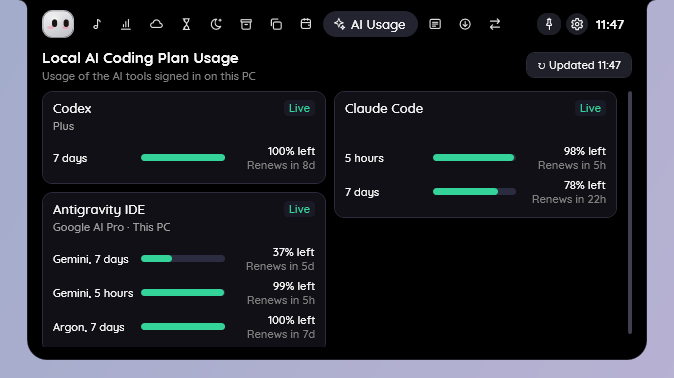 AI Usage
11:47
Local AI Coding Plan Usage
Usage of the AI tools signed in on this PC
Updated 11:47
Codex
Live
Plus
7 days
100% left
Renews in 8d
Claude Code
Live
5 hours
98% left
Renews in 5h
7 days
78% left
Renews in 22h
Antigravity IDE
Live
Google AI Pro · This PC
Gemini, 7 days
37% left
Renews in 5d
Gemini, 5 hours
99% left
Renews in 5h
Argon, 7 days
100% left
Renews in 7d